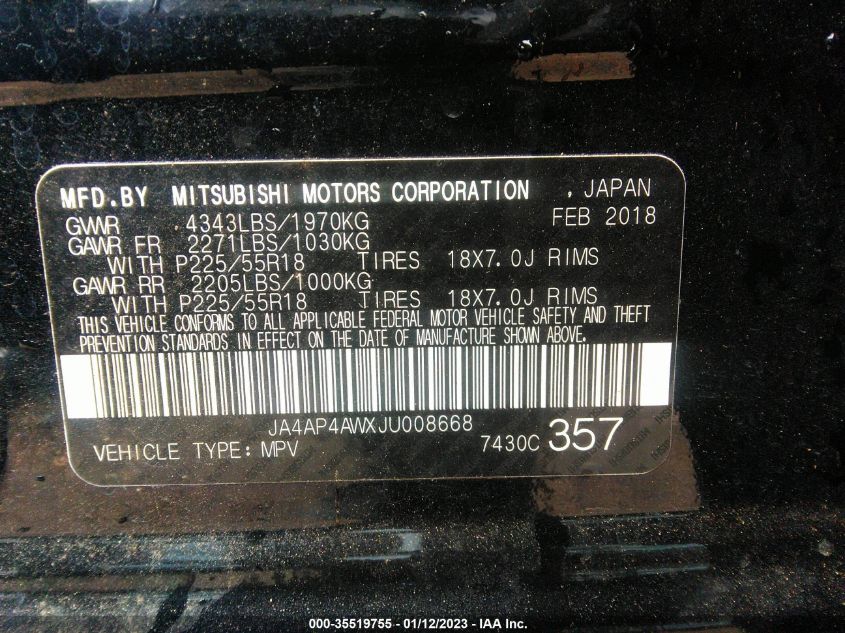 MFD.BY MITSUBISHI MOTORS CORPORATION , JAPAN
GVWR 4343LBS/1970KG FEB 2018
GAWR FR 2271LBS/1030KG
WITH P225/55R18 TIRES 18X7.0J RIMS
GAWR RR 2205LBS/1000KG
WITH P225/55R18 TIRES 18X7.0J RIMS
THIS VEHICLE CONFORMS TO ALL APPLICABLE FEDERAL MOTOR VEHICLE SAFETY AND THEFT
PREVENTION STANDARDS IN EFFECT ON THE DATE OF MANUFACTURE SHOWN ABOVE.
JA4AP4AWXJU008668
VEHICLE TYPE: MPV 7430C 357
000-35519755 - 01/12/2023 - IAA Inc.